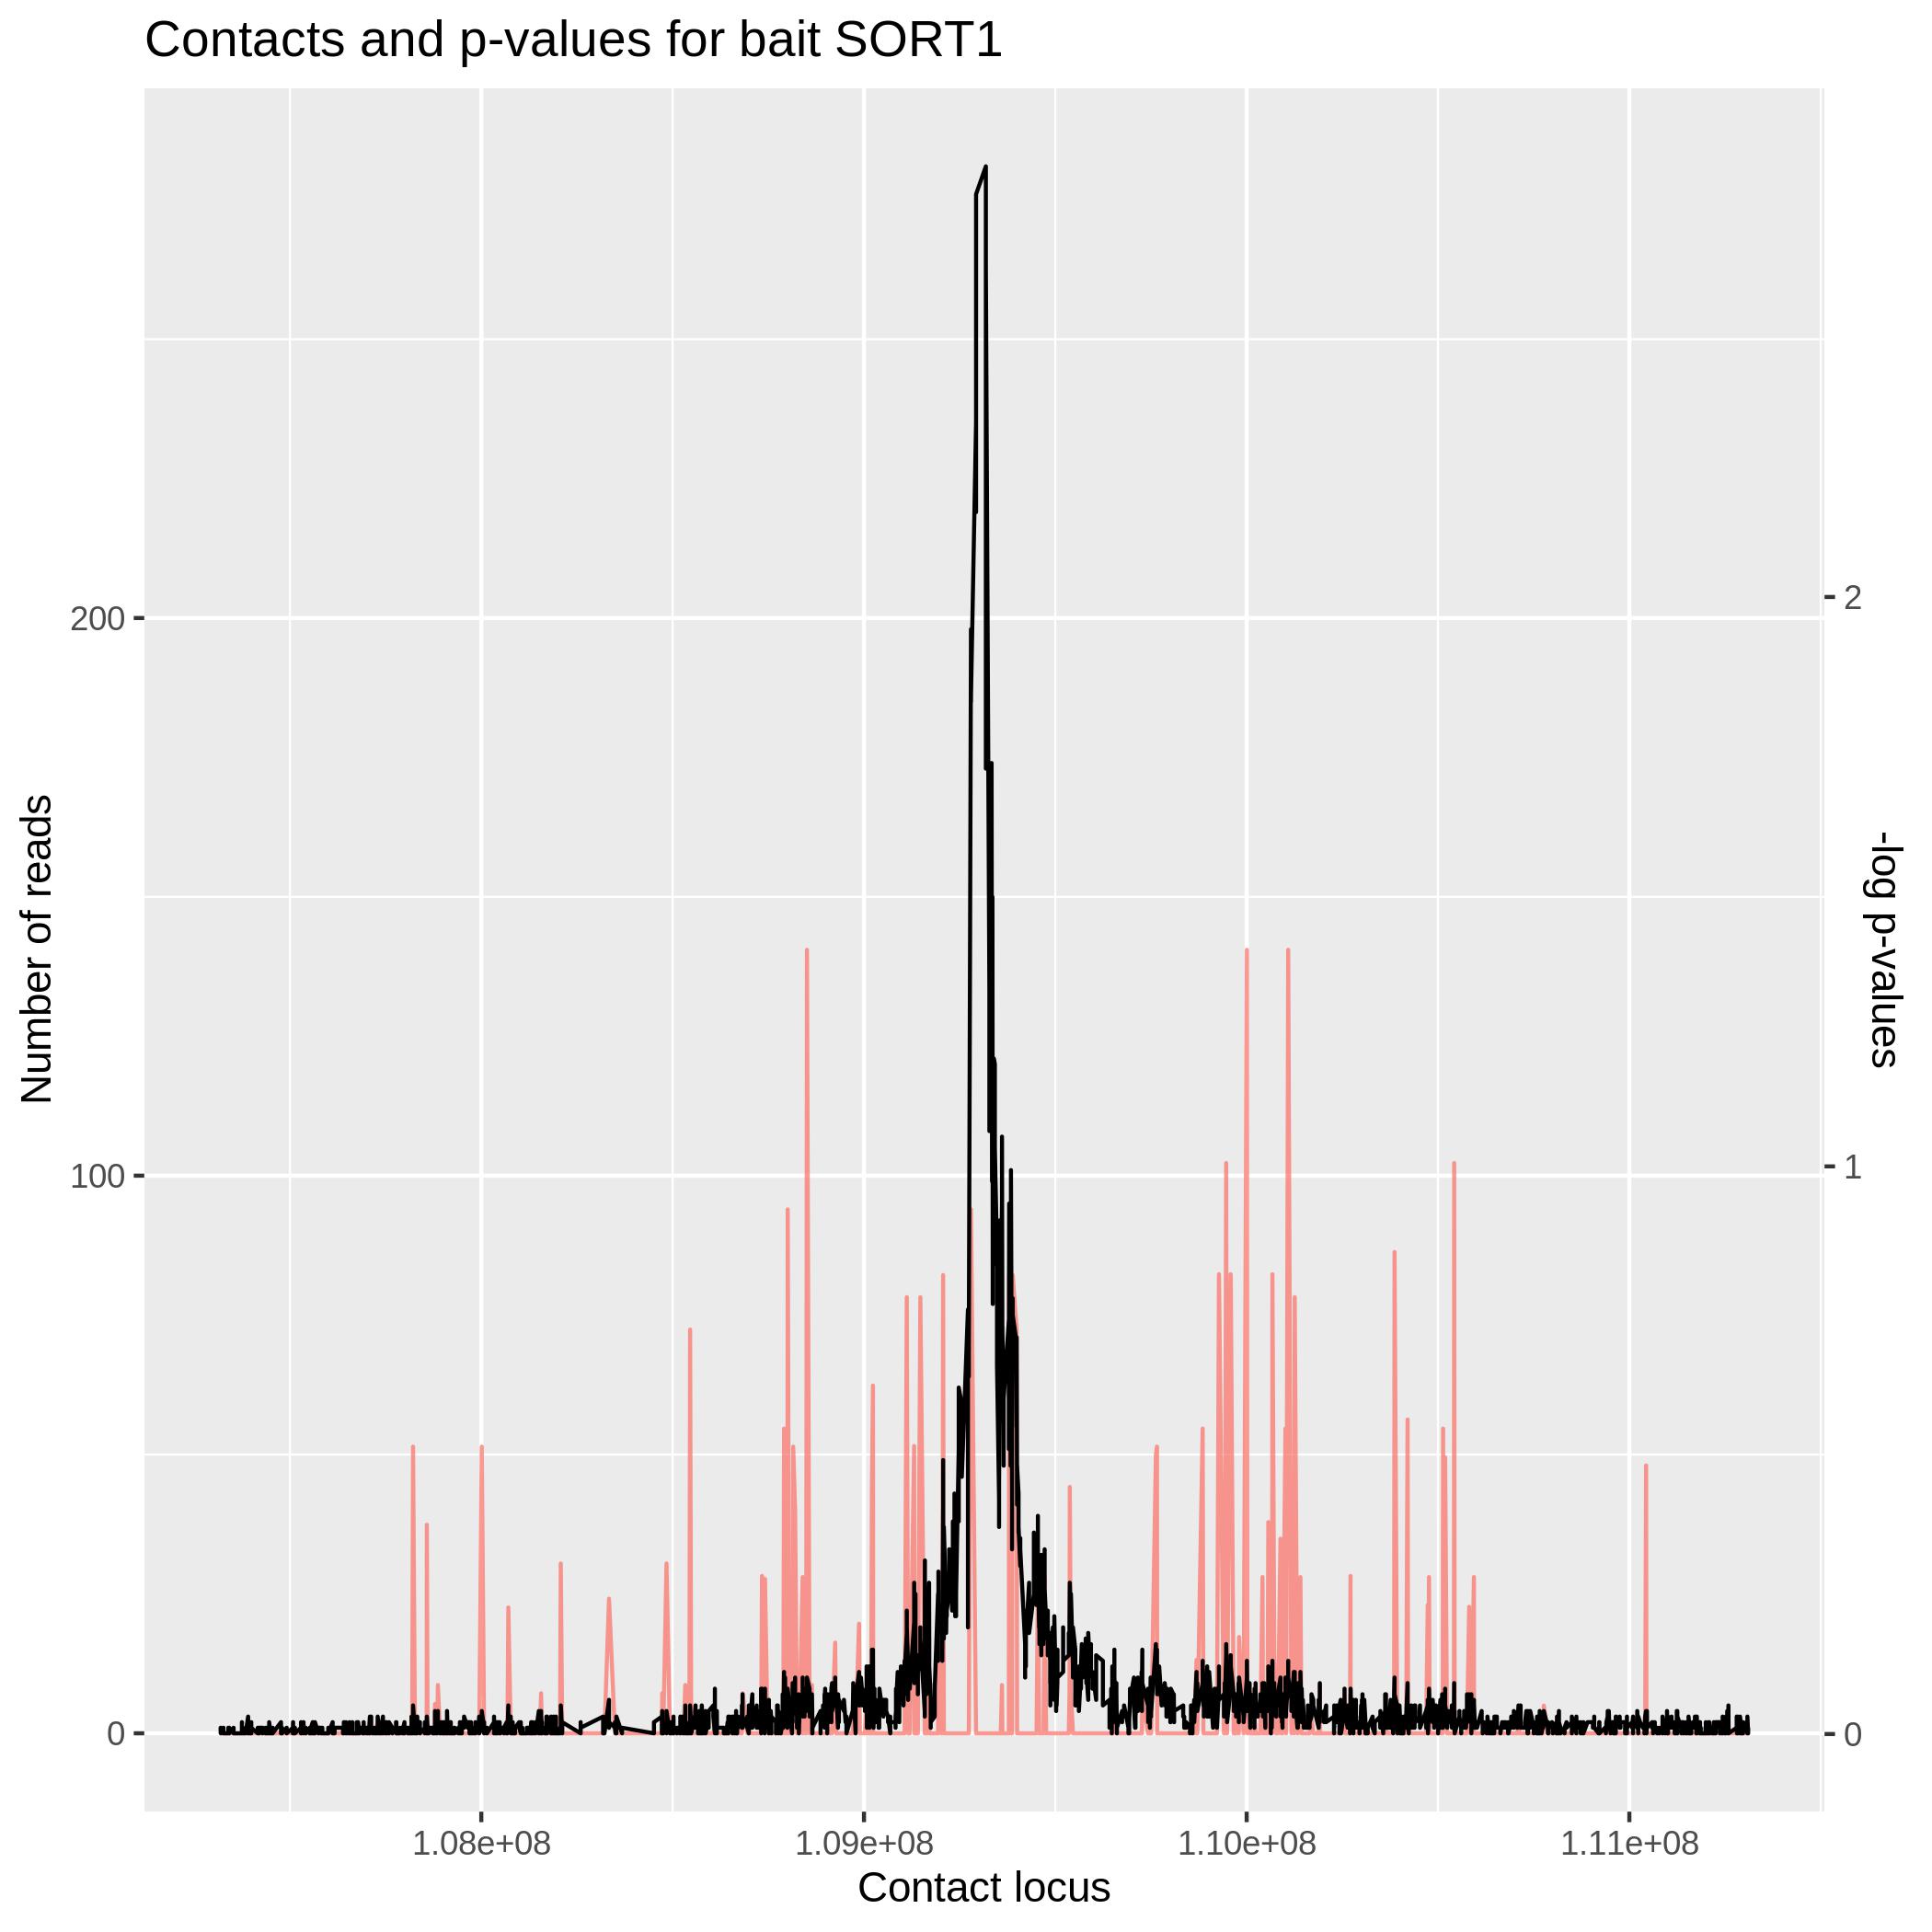 Contacts and p-values for bait SORT1
Number of reads
200
100
0
2
1
0
-log p-values
1.08e+08
1.09e+08
1.10e+08
1.11e+08
Contact locus